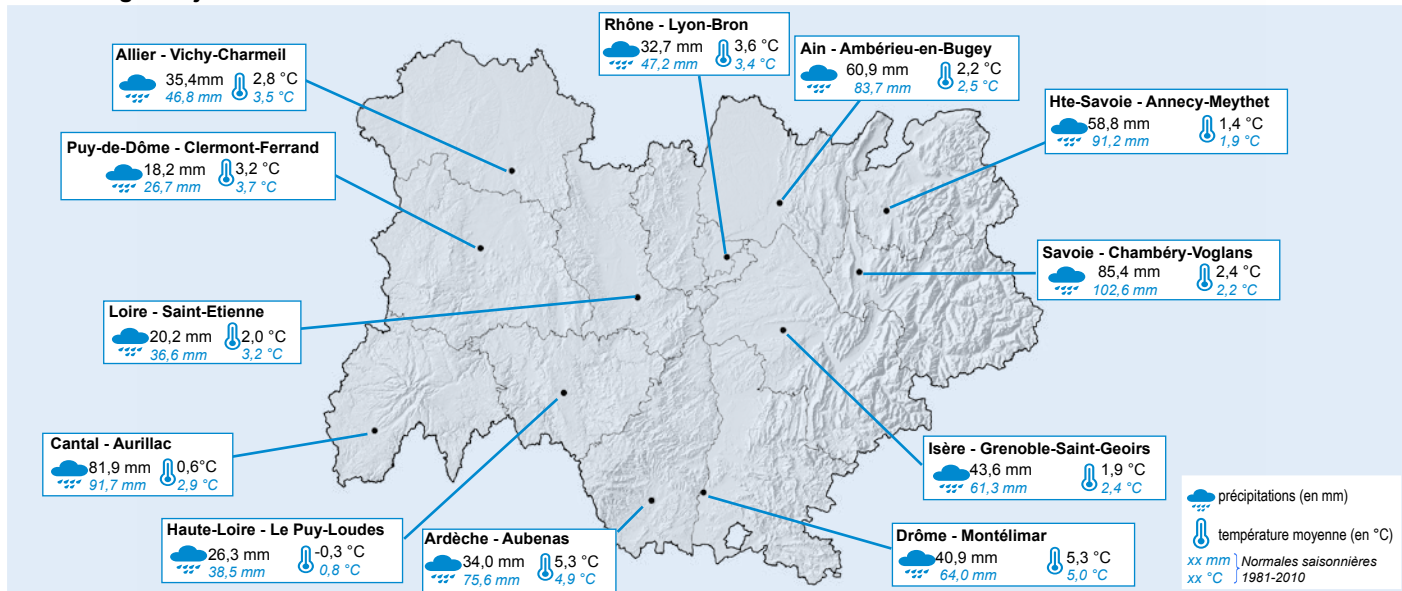 Rhône - Lyon-Bron
32,7 mm 3,6 °C
47,2 mm 3,4 °C
Ain - Ambérieu-en-Bugey
60,9 mm 2,2 °C
83,7 mm 2,5 °C
Allier - Vichy-Charmeil
35,4mm 2,8 °C
46,8 mm 3,5 °C
Hte-Savoie - Annecy-Meythet
58,8 mm 1,4 °C
91,2 mm 1,9 °C
Puy-de-Dôme - Clermont-Ferrand
18,2 mm 3,2 °C
26,7 mm 3,7 °C
Savoie - Chambéry-Voglans
85,4 mm 2,4 °C
102,6 mm 2,2 °C
Loire - Saint-Etienne
20,2 mm 2,0 °C
36,6 mm 3,2 °C
Cantal - Aurillac
81,9 mm 0,6°C
91,7 mm 2,9 °C
Isère - Grenoble-Saint-Geoirs
43,6 mm 1,9 °C
61,3 mm 2,4 °C
Haute-Loire - Le Puy-Loudes
26,3 mm -0,3 °C
38,5 mm 0,8 °C
Ardèche - Aubenas
34,0 mm 5,3 °C
75,6 mm 4,9 °C
Drôme - Montélimar
40,9 mm 5,3 °C
64,0 mm 5,0 °C
précipitations (en mm)
température moyenne (en °C)
xx mm Normales saisonnières
xx °C 1981-2010